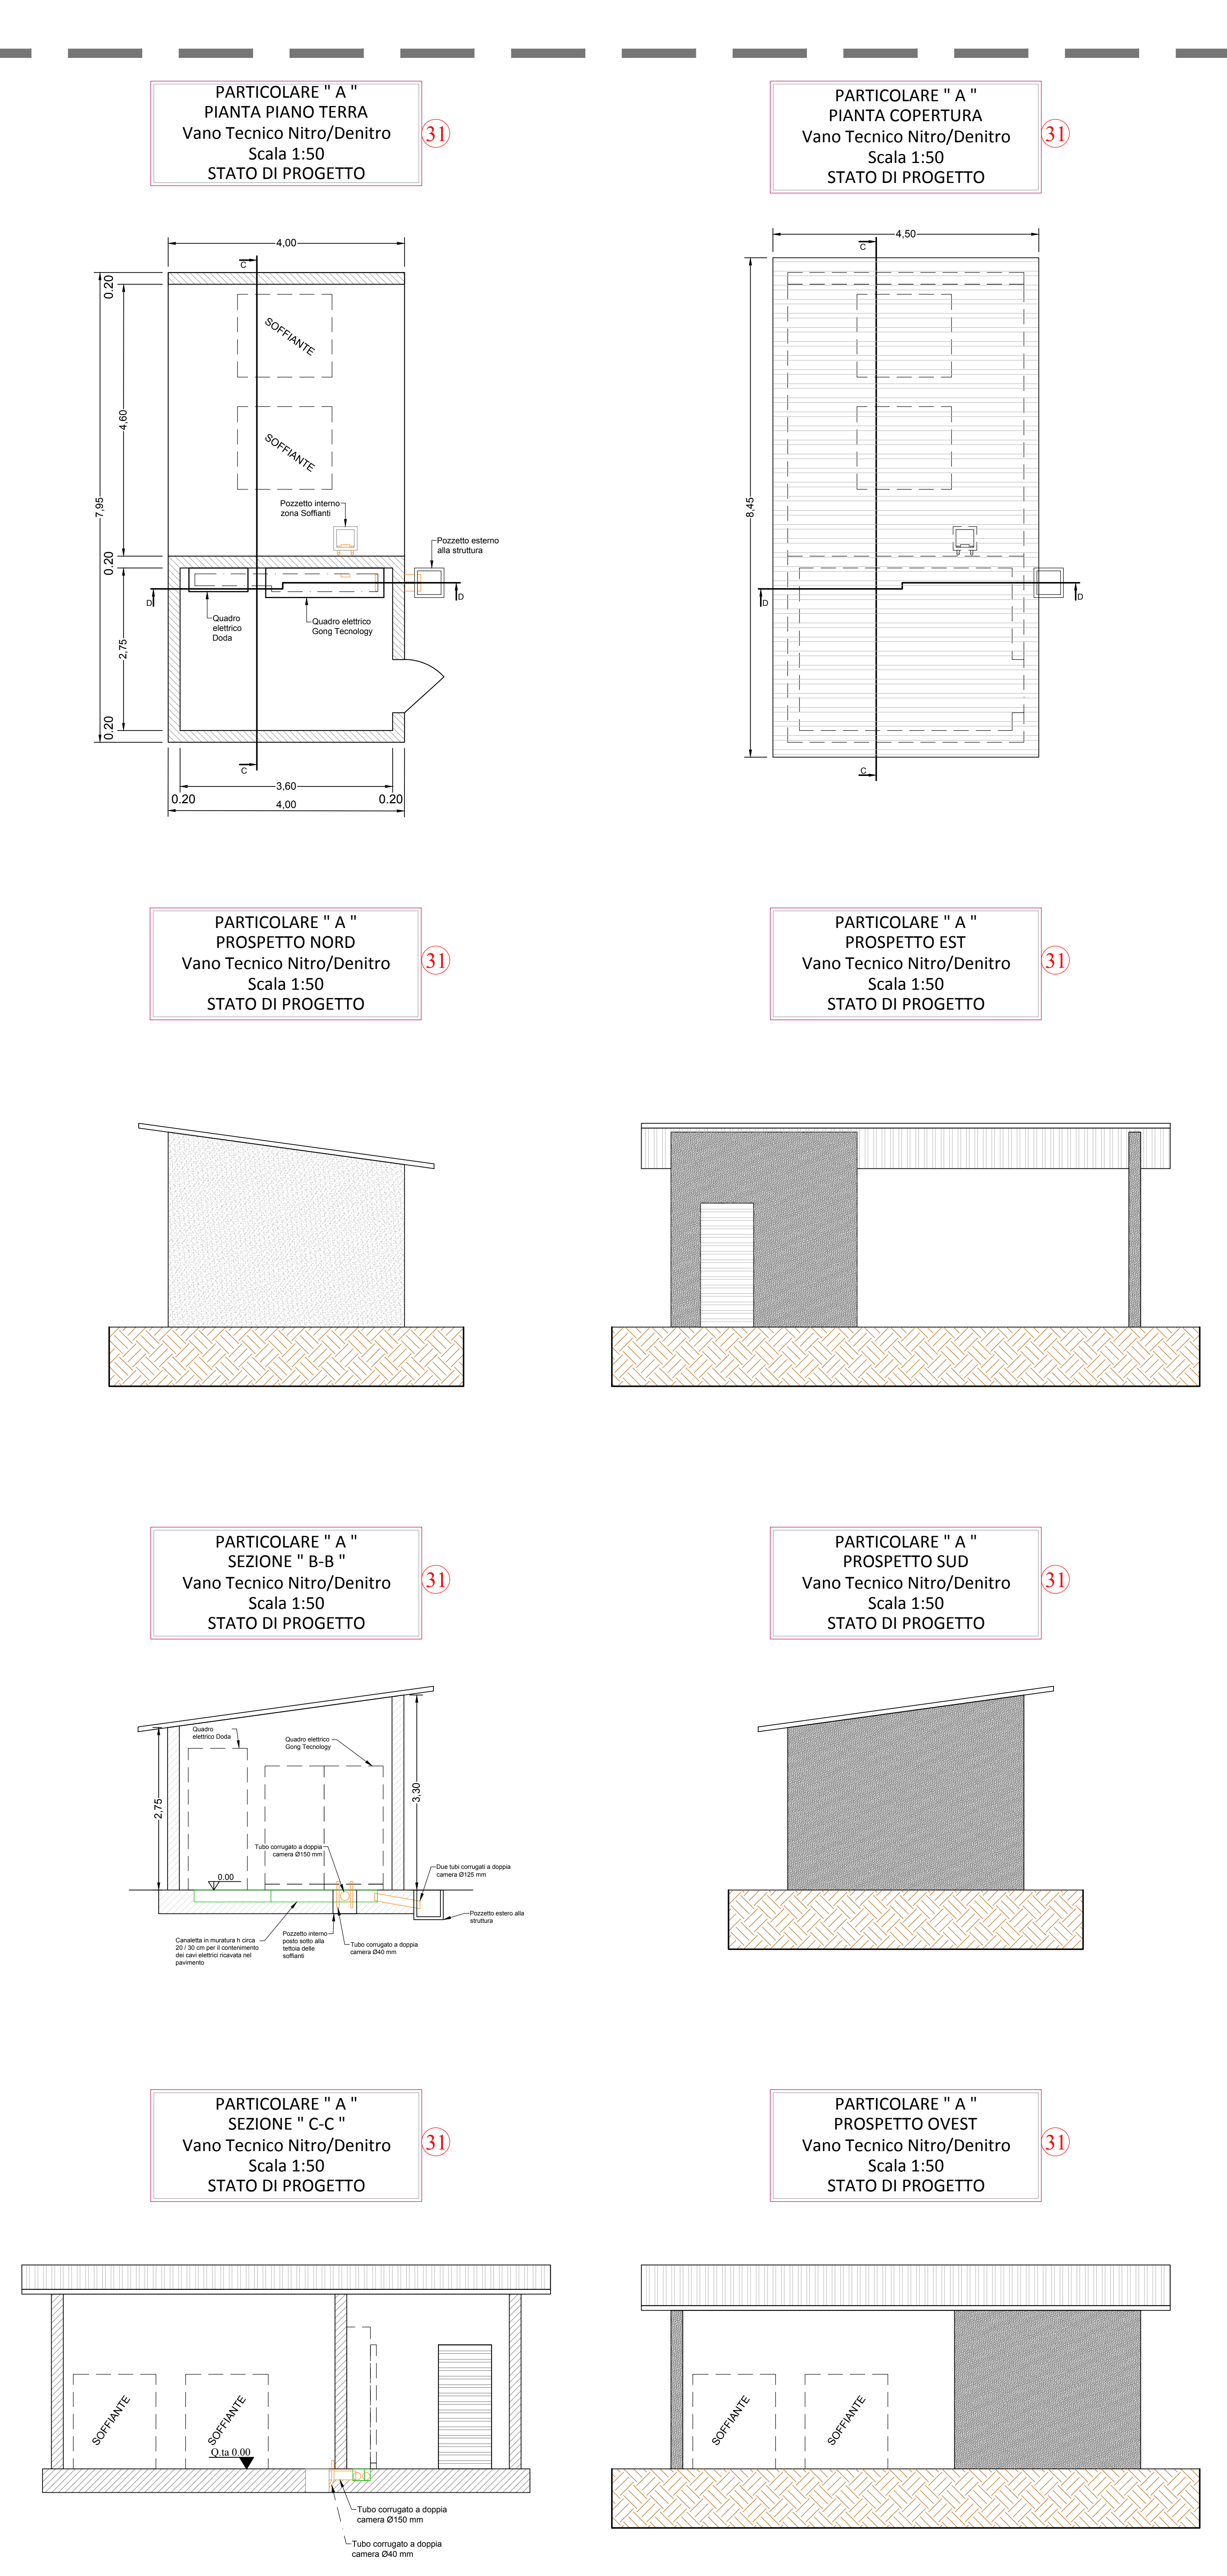 PARTICOLARE " A "
PIANTA PIANO TERRA
Vano Tecnico Nitro/Denitro
Scala 1:50
STATO DI PROGETTO
31
PARTICOLARE " A "
PIANTA COPERTURA
Vano Tecnico Nitro/Denitro
Scala 1:50
STATO DI PROGETTO
31
4,00
C
0.20
SOFFIANTE
4,60
SOFFIANTE
7,95
Pozzetto interno
zona Soffianti
Pozzetto esterno
alla struttura
0.20
D
D
Quadro
elettrico
Doda
Quadro elettrico
Gong Tecnology
2,75
0.20
C
3,60
0.20
0.20
4,00
4,50
C
8,45
D
D
C
PARTICOLARE " A "
PROSPETTO NORD
Vano Tecnico Nitro/Denitro
Scala 1:50
STATO DI PROGETTO
31
PARTICOLARE " A "
PROSPETTO EST
Vano Tecnico Nitro/Denitro
Scala 1:50
STATO DI PROGETTO
31
PARTICOLARE " A "
SEZIONE " B-B "
Vano Tecnico Nitro/Denitro
Scala 1:50
STATO DI PROGETTO
31
PARTICOLARE " A "
PROSPETTO SUD
Vano Tecnico Nitro/Denitro
Scala 1:50
STATO DI PROGETTO
31
Quadro
elettrico Doda
Quadro elettrico
Gong Tecnology
2,75
3,30
Tubo corrugato a doppia
camera Ø150 mm
Due tubi corrugati a doppia
camera Ø125 mm
0.00
Pozzetto estero alla
struttura
Canaletta in muratura h circa
20 / 30 cm per il contenimento
dei cavi elettrici ricavata nel
pavimento
Pozzetto interno
posto sotto alla
tettoia delle
soffianti
Tubo corrugato a doppia
camera Ø40 mm
PARTICOLARE " A "
SEZIONE " C-C "
Vano Tecnico Nitro/Denitro
Scala 1:50
STATO DI PROGETTO
31
PARTICOLARE " A "
PROSPETTO OVEST
Vano Tecnico Nitro/Denitro
Scala 1:50
STATO DI PROGETTO
31
SOFFIANTE
SOFFIANTE
Q.ta 0.00
Tubo corrugato a doppia
camera Ø150 mm
Tubo corrugato a doppia
camera Ø40 mm
SOFFIANTE
SOFFIANTE